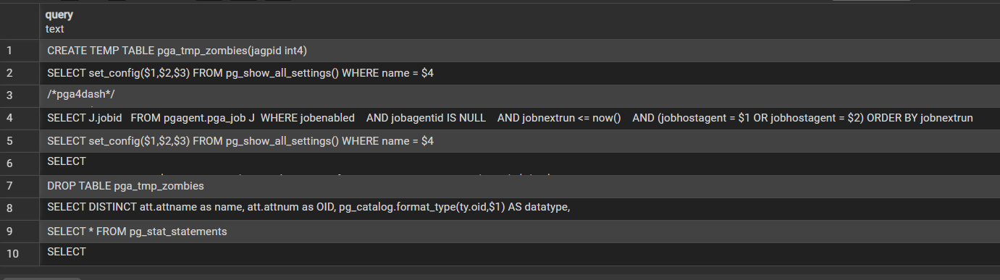 query
text
1 CREATE TEMP TABLE pga_tmp_zombies(jagpid int4)
2 SELECT set_config($1,$2,$3) FROM pg_show_all_settings() WHERE name = $4
3 /*pga4dash*/
4 SELECT J.jobid FROM pgagent.pga_job J WHERE jobenabled AND jobagentid IS NULL AND jobnextrun <= now() AND (jobhostagent = $1 OR jobhostagent = $2) ORDER BY jobnextrun
5 SELECT set_config($1,$2,$3) FROM pg_show_all_settings() WHERE name = $4
6 SELECT
7 DROP TABLE pga_tmp_zombies
8 SELECT DISTINCT att.attname as name, att.attnum as OID, pg_catalog.format_type(ty.oid,$1) AS datatype,
9 SELECT * FROM pg_stat_statements
10 SELECT